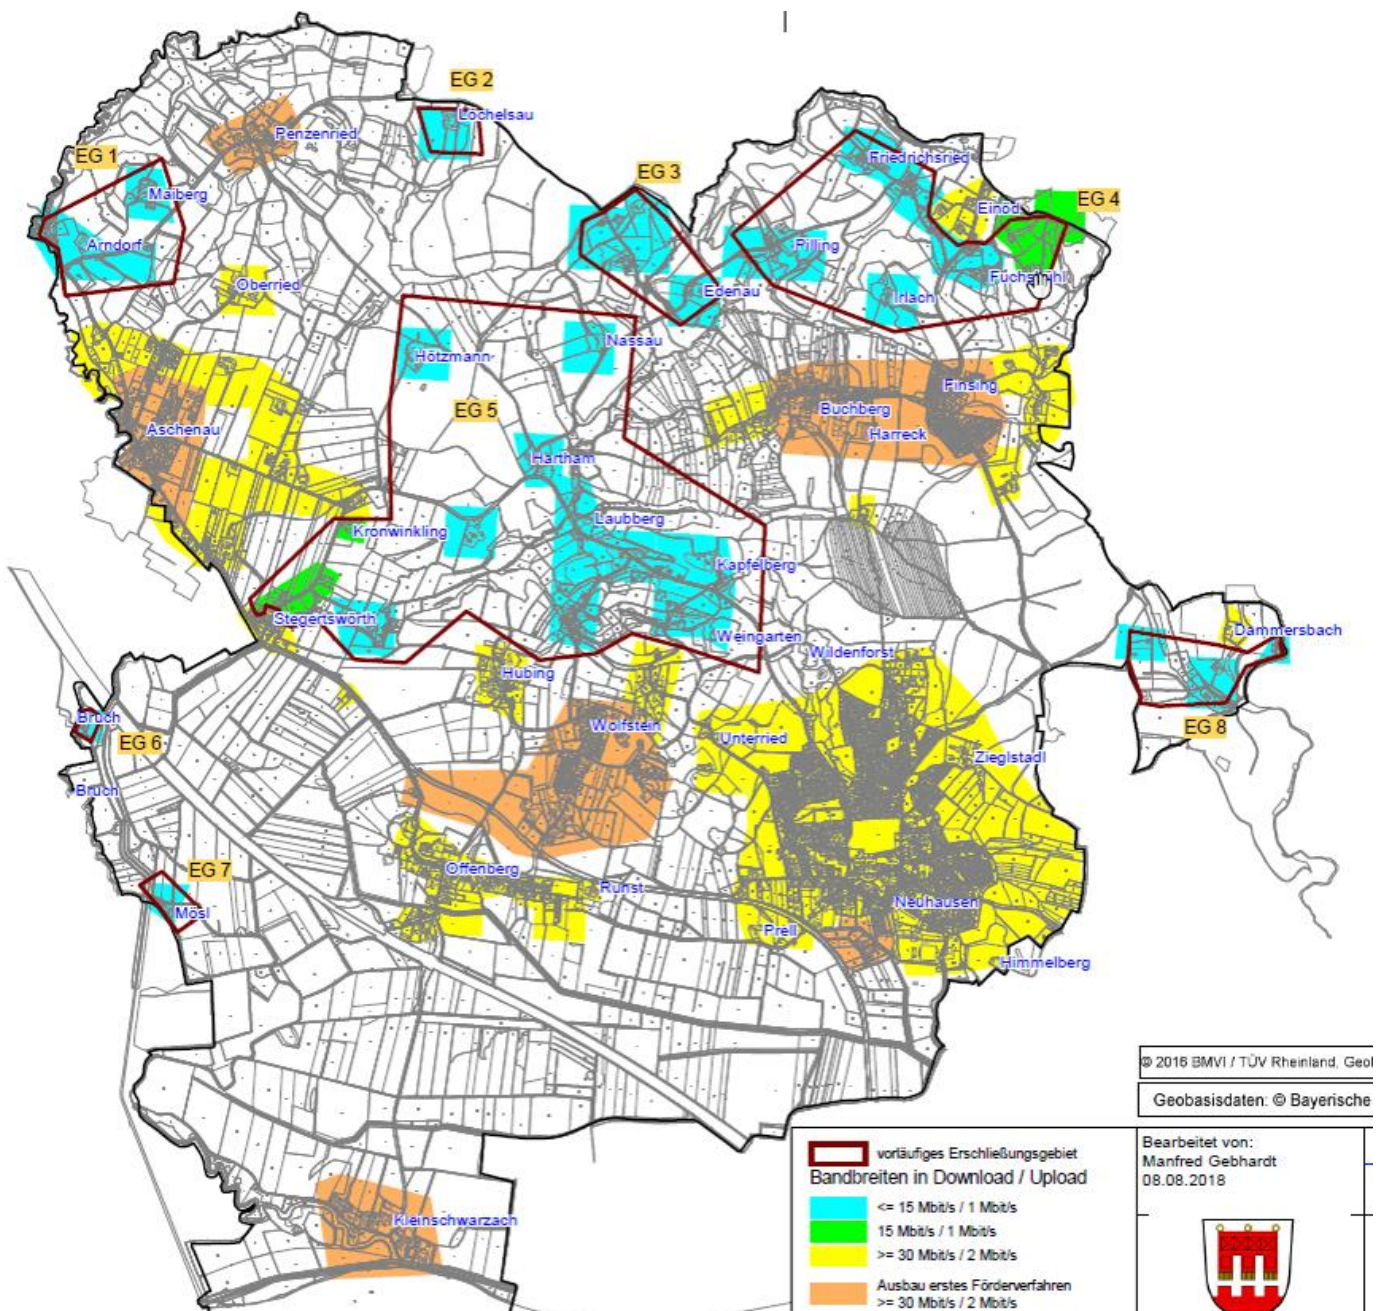 EG 2
Löchelsau
Penzenried
EG 1
Maiberg
Arndorf
EG 3
Friedrichsried
EG 4
Einöd
Pilling
Fuchsmühl
Edenau
Irlach
Oberried
Hötzmann
Nassau
EG 5
Aschenau
Finsing
Buchberg
Harreck
Hartham
Kronwinkling
Laubberg
Kapfelberg
Stegertswörth
Weingarten
Wildenforst
Dammersbach
Hubing
Wolfstein
Unterried
Zieglstadl
EG 8
Bruch
EG 6
Bruch
EG 7
Mösl
Offenberg
Runst
Neuhausen
Prell
Himmelberg
Kleinschwarzach
© 2016 BMVI / TÜV Rheinland, Geol
Geobasisdaten: © Bayerische
vorläufiges Erschließungsgebiet
Bandbreiten in Download / Upload
<= 15 Mbit/s / 1 Mbit/s
15 Mbit/s / 1 Mbit/s
>= 30 Mbit/s / 2 Mbit/s
Ausbau erstes Förderverfahren
>= 30 Mbit/s / 2 Mbit/s
Bearbeitet von:
Manfred Gebhardt
08.08.2018